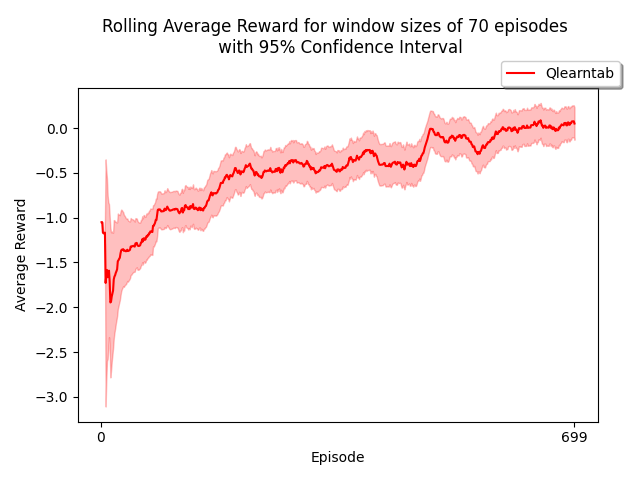 Rolling Average Reward for window sizes of 70 episodes
with 95% Confidence Interval
Qlearntab
0.0
−0.5
−1.0
−1.5
−2.0
−2.5
−3.0
Average Reward
0
699
Episode